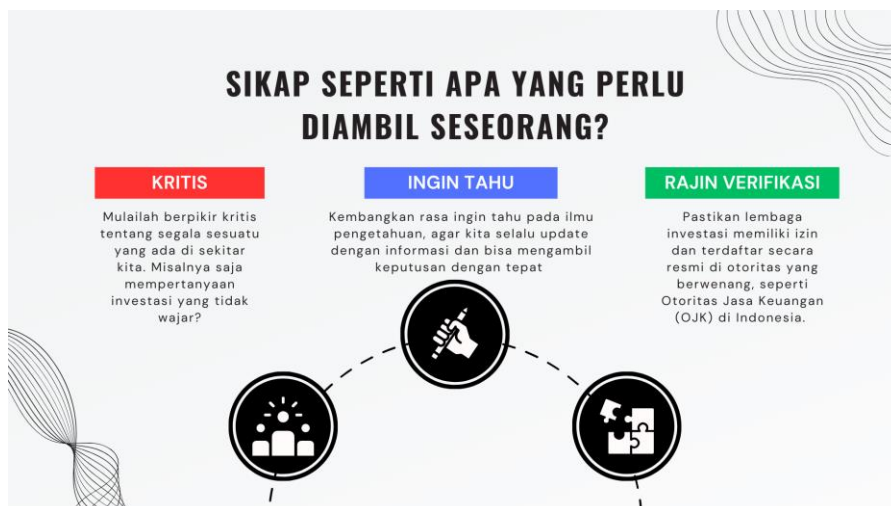 SIKAP SEPERTI APA YANG PERLU
DIAMBIL SESEORANG?
KRITIS
Mulailah berpikir kritis
tentang segala sesuatu
yang ada di sekitar
kita. Misalnya saja
mempertanyaan
investasi yang tidak
wajar?
INGIN TAHU
Kembangkan rasa ingin tahu pada ilmu
pengetahuan, agar kita selalu update
dengan informasi dan bisa mengambil
keputusan dengan tepat
RAJIN VERIFIKASI
Pastikan lembaga
investasi memiliki izin
dan terdaftar secara
resmi di otoritas yang
berwenang, seperti
Otoritas Jasa Keuangan
(OJK) di Indonesia.